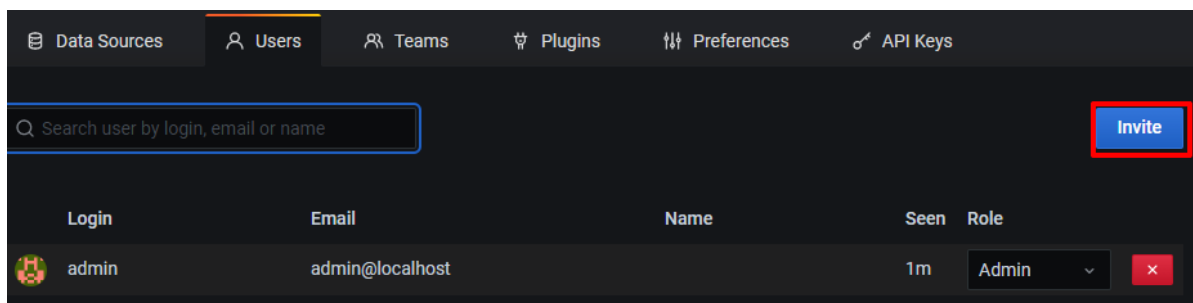 Data Sources Users Teams Plugins Preferences API Keys
Search user by login, email or name Invite
Login Email Name Seen Role
admin admin@localhost 1m Admin